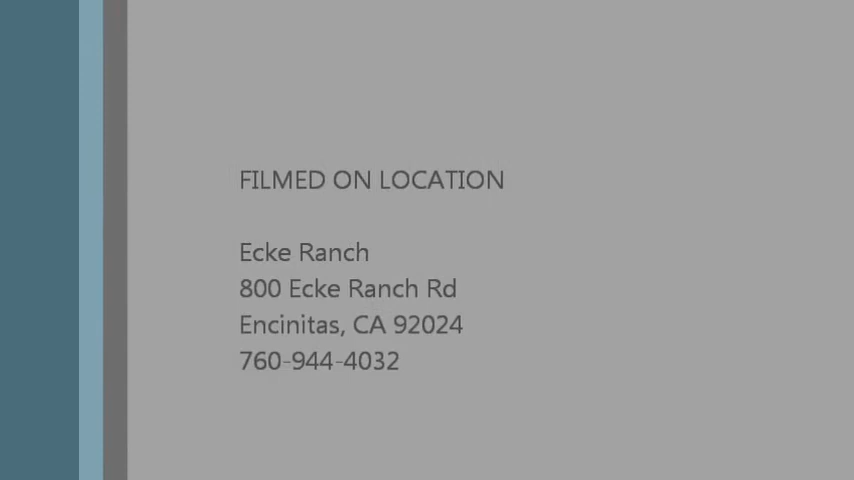 FILMED ON LOCATION
Ecke Ranch
800 Ecke Ranch Rd
Encinitas, CA 92024
760-944-4032